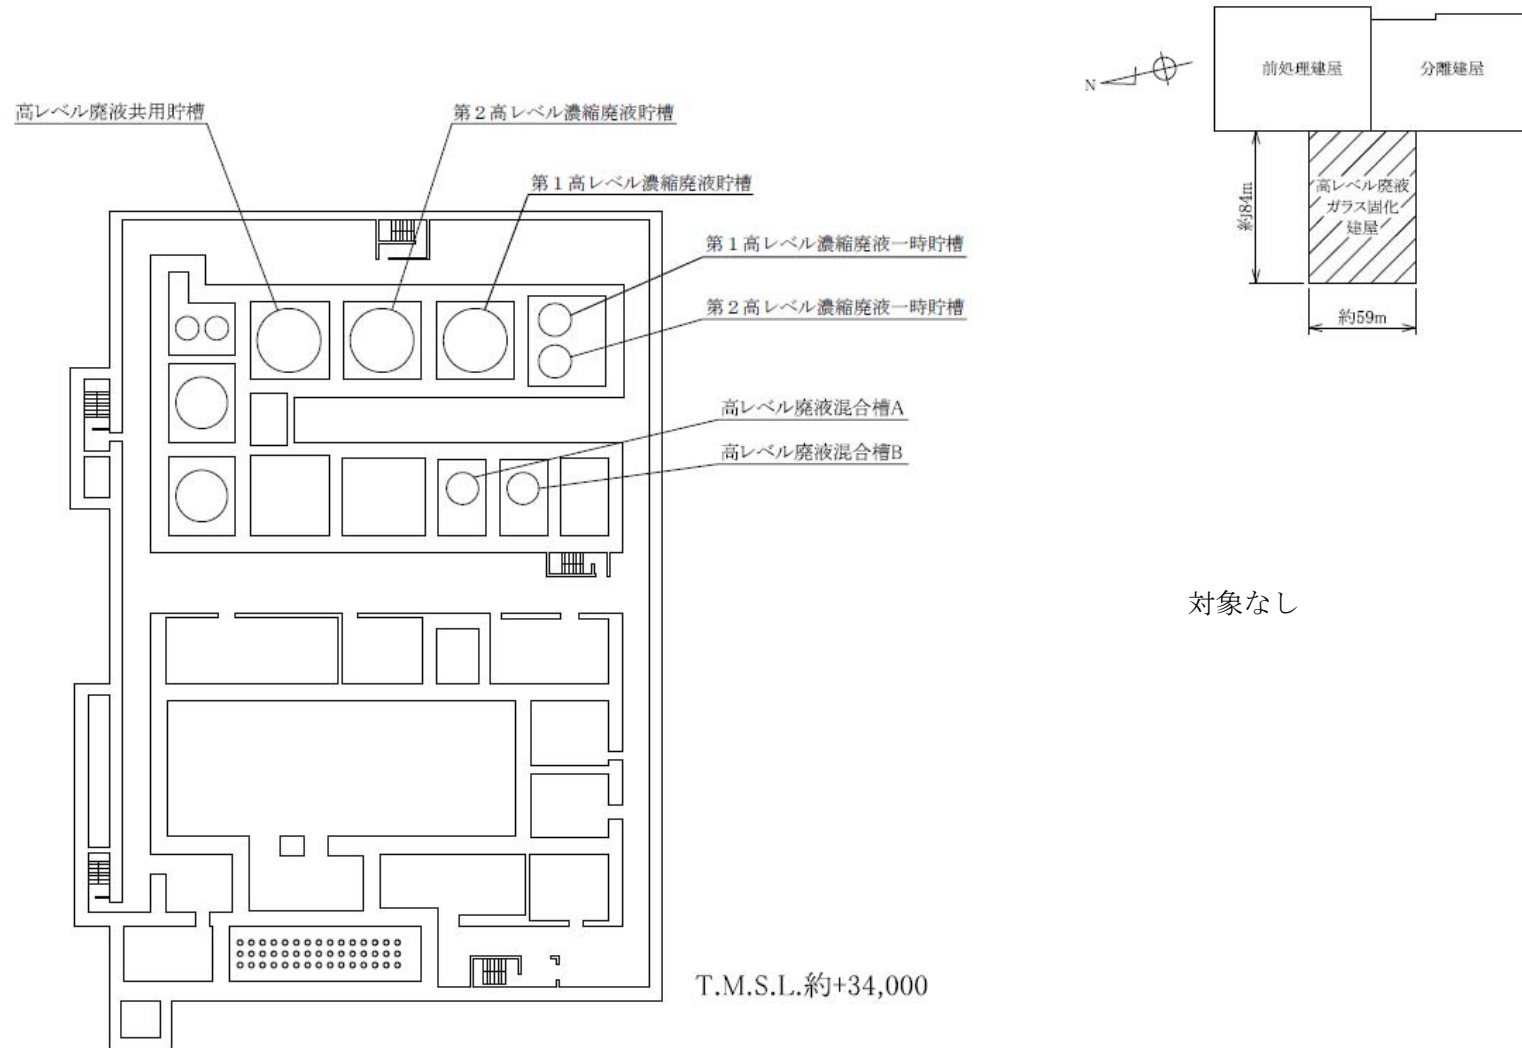 高レベル廃液共用貯槽
第2高レベル濃縮廃液貯槽
第1高レベル濃縮廃液貯槽
第1高レベル濃縮廃液一時貯槽
第2高レベル濃縮廃液一時貯槽
高レベル廃液混合槽A
高レベル廃液混合槽B
T.M.S.L.約+34,000
N
前処理建屋
分離建屋
高レベル廃液
ガラス固化
建屋
約84m
約59m
対象なし